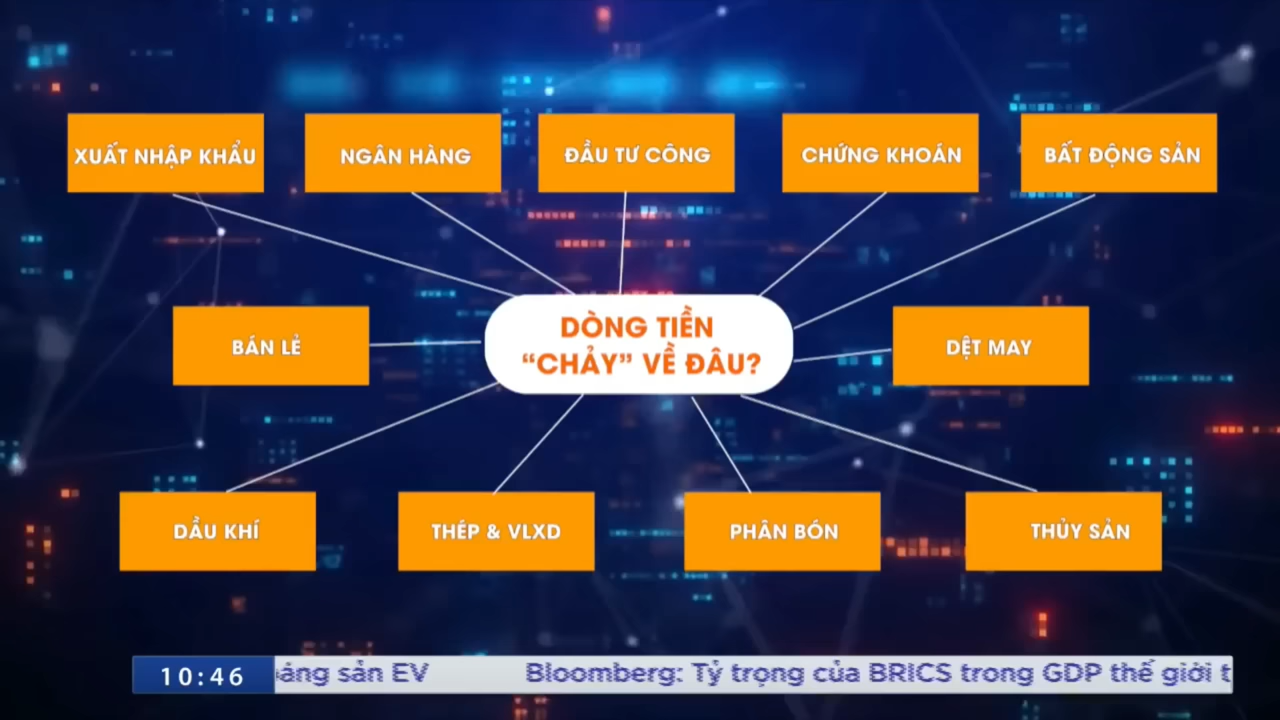 XUẤT NHẬP KHẨU
NGÂN HÀNG
ĐẦU TƯ CÔNG
CHỨNG KHOÁN
BẤT ĐỘNG SẢN
BÁN LẺ
DÒNG TIỀN
“CHẢY” VỀ ĐÂU?
DỆT MAY
DẦU KHÍ
THÉP & VLXD
PHÂN BÓN
THỦY SẢN
10:46
sản EV
Bloomberg: Tỷ trọng của BRICS trong GDP thế giới